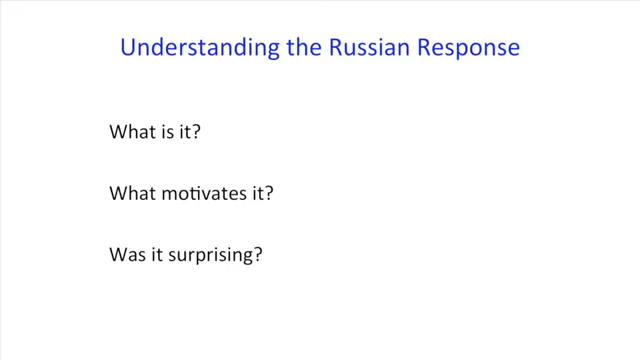 Understanding the Russian Response
What is it?
What motivates it?
Was it surprising?